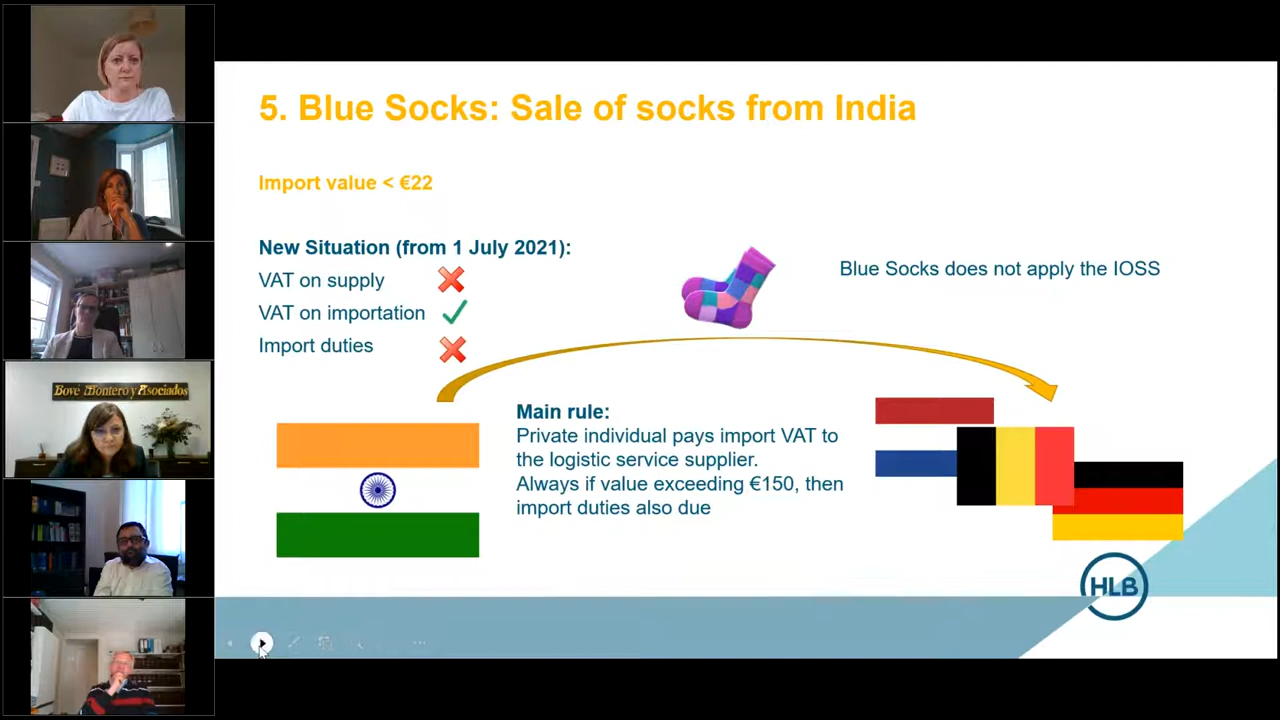 5. Blue Socks: Sale of socks from India
Import value < €22
New Situation (from 1 July 2021):
VAT on supply
VAT on importation
Import duties
Blue Socks does not apply the IOSS
Main rule:
Private individual pays import VAT to
the logistic service supplier.
Always if value exceeding €150, then
import duties also due
HLB
Bové Montero y Asociados